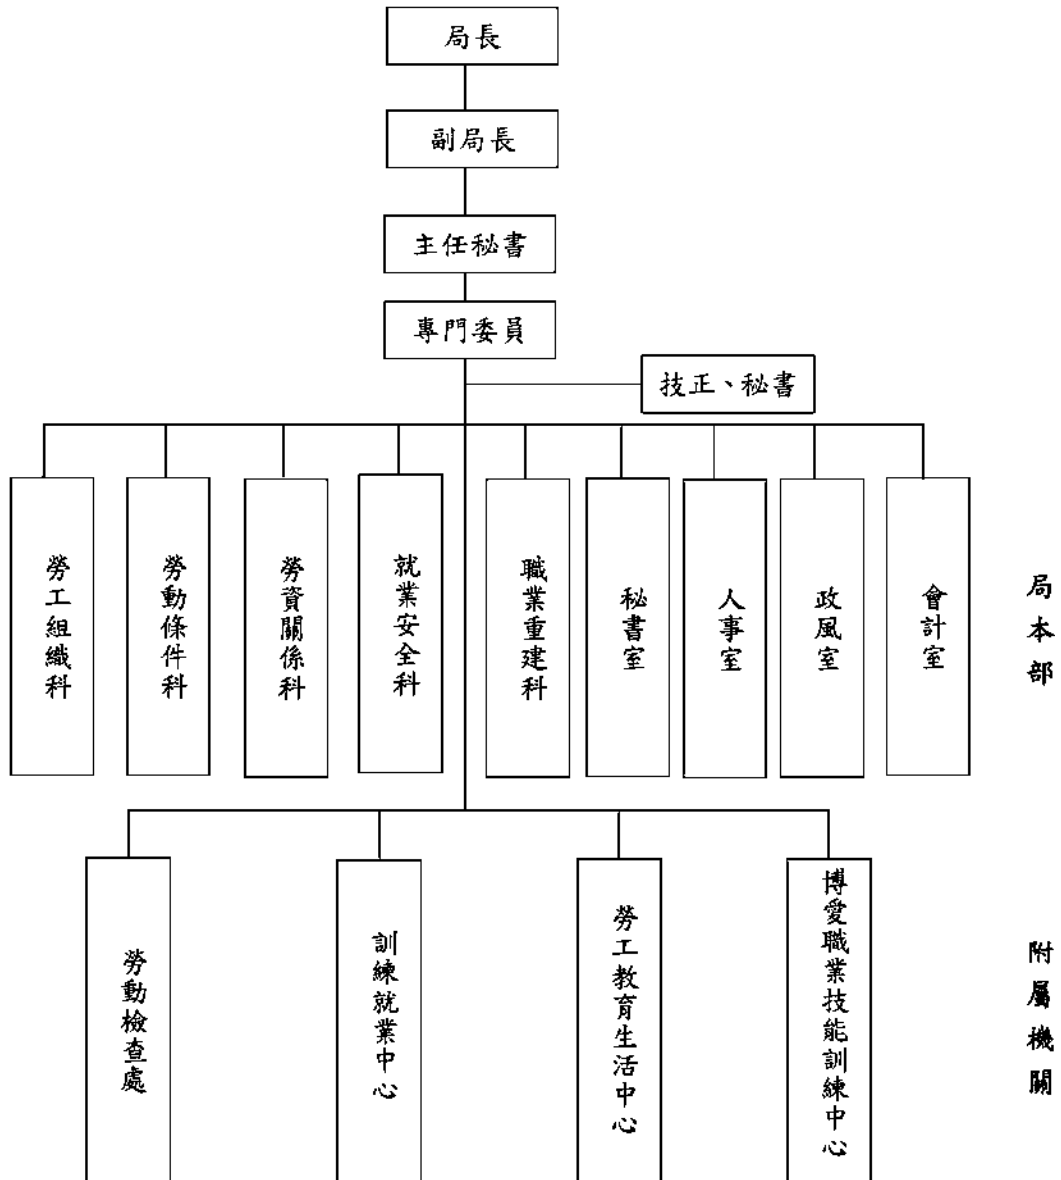 局長
副局長
主任秘書
專門委員
技正、秘書
勞工組織科
勞動條件科
勞資關係科
就業安全科
職業重建科
秘書室
人事室
政風室
會計室
局本部
勞動檢查處
訓練就業中心
勞工教育生活中心
博愛職業技能訓練中心
附屬機關